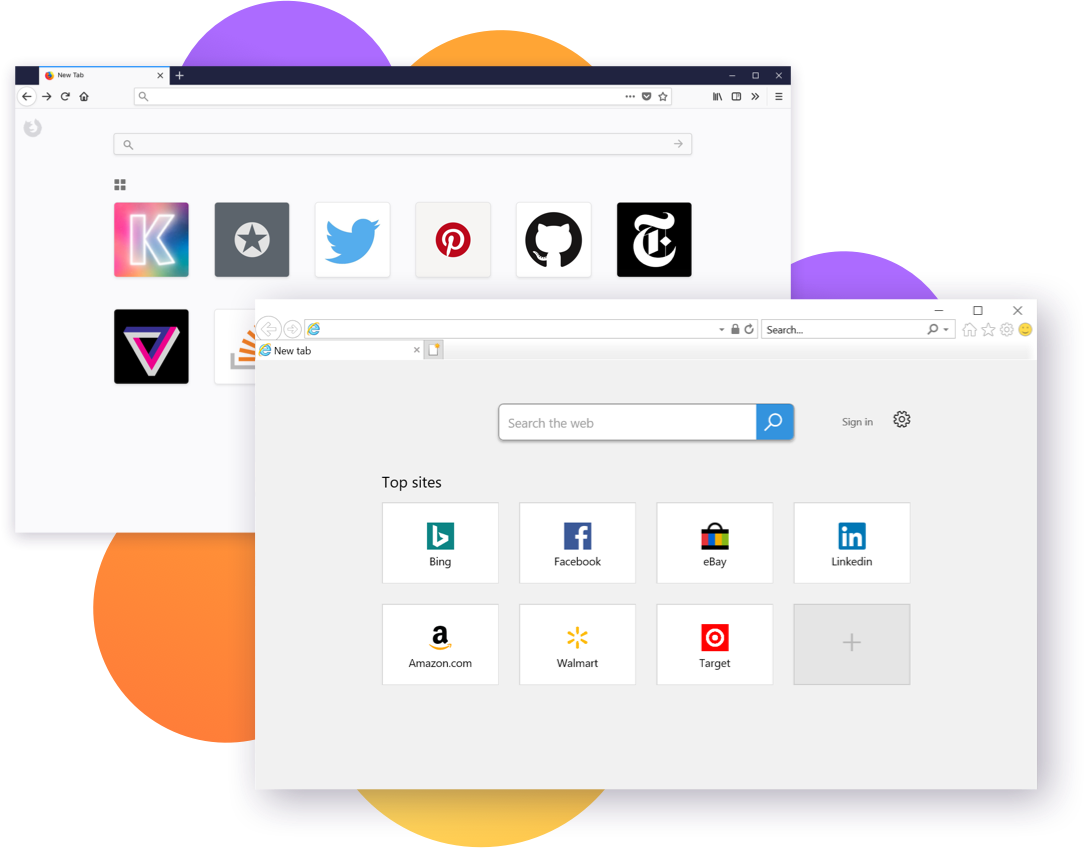 New Tab
K
T
Search...
New tab
Search the web
Sign in
Top sites
Bing
Facebook
eBay
Linkedin
Amazon.com
Walmart
Target